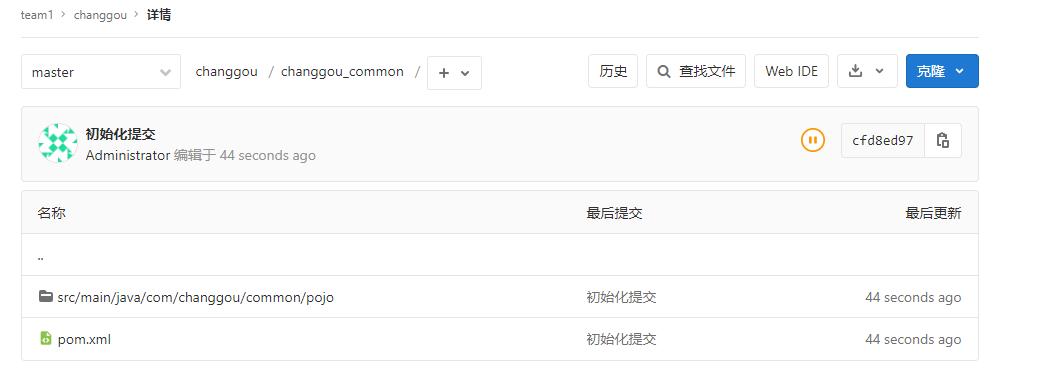 team1 > changgou > 详情
master changgou / changgou_common / + 历史 查找文件 Web IDE 克隆
初始化提交
Administrator 编辑于 44 seconds ago cfd8ed97
名称 最后提交 最后更新
..
src/main/java/com/changgou/common/pojo 初始化提交 44 seconds ago
pom.xml 初始化提交 44 seconds ago